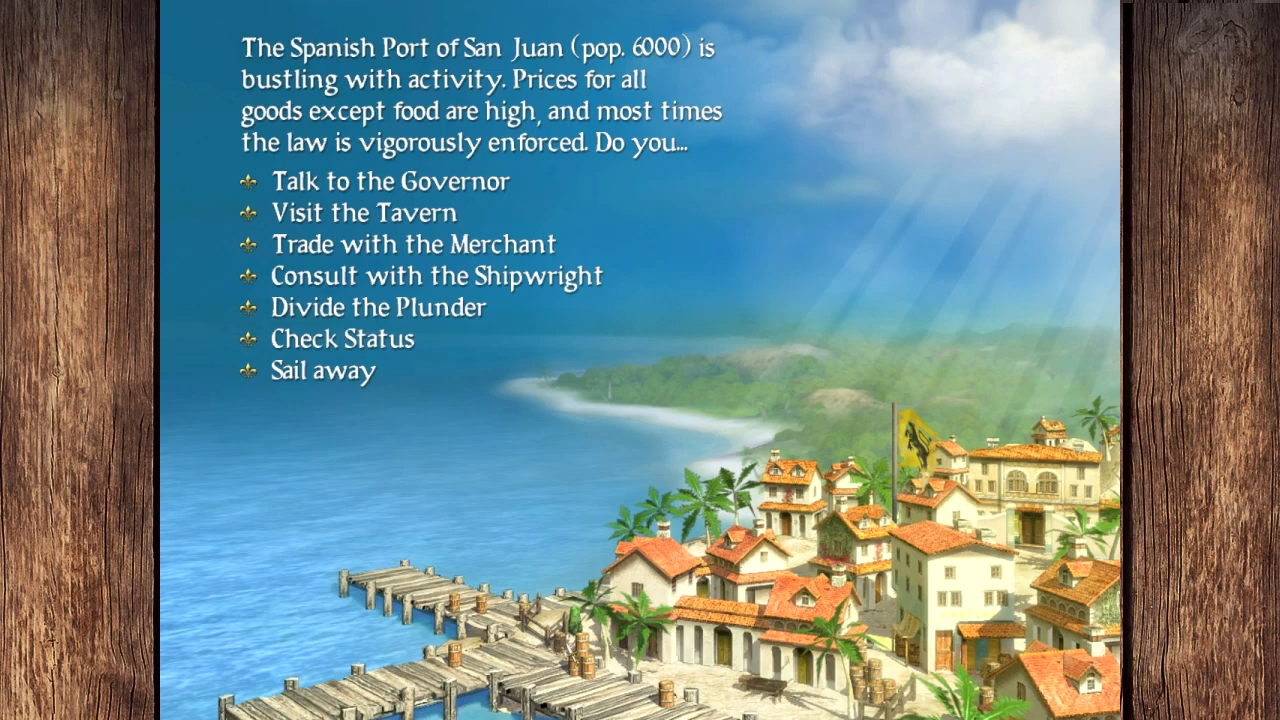 The Spanish Port of San Juan (pop. 6000) is
bustling with activity. Prices for all
goods except food are high, and most times
the law is vigorously enforced. Do you...
Talk to the Governor
Visit the Tavern
Trade with the Merchant
Consult with the Shipwright
Divide the Plunder
Check Status
Sail away